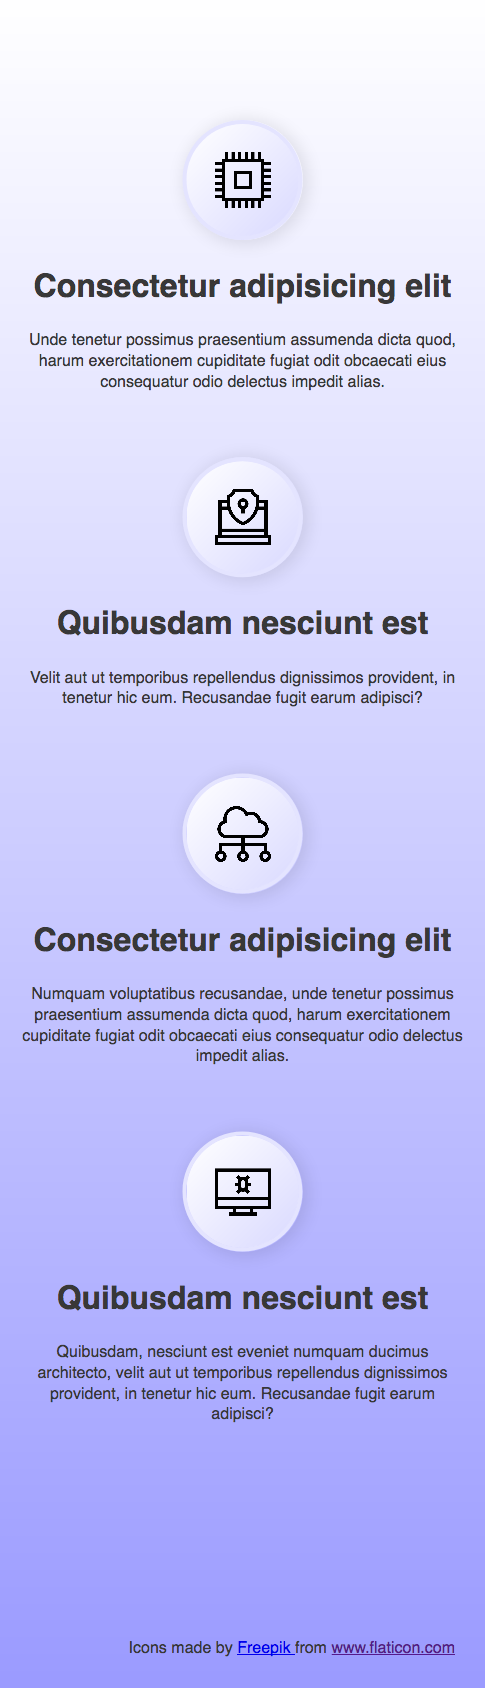 Consectetur adipisicing elit
Unde tenetur possimus praesentium assumenda dicta quod,
harum exercitationem cupiditate fugiat odit obcaecati eius
consequatur odio delectus impedit alias.
Quibusdam nesciunt est
Velit aut ut temporibus repellendus dignissimos provident, in
tenetur hic eum. Recusandae fugit earum adipisci?
Consectetur adipisicing elit
Numquam voluptatibus recusandae, unde tenetur possimus
praesentium assumenda dicta quod, harum exercitationem
cupiditate fugiat odit obcaecati eius consequatur odio delectus
impedit alias.
Quibusdam nesciunt est
Quibusdam, nesciunt est eveniet numquam ducimus
architecto, velit aut ut temporibus repellendus dignissimos
provident, in tenetur hic eum. Recusandae fugit earum
adipisci?
Icons made by Freepik from www.flaticon.com